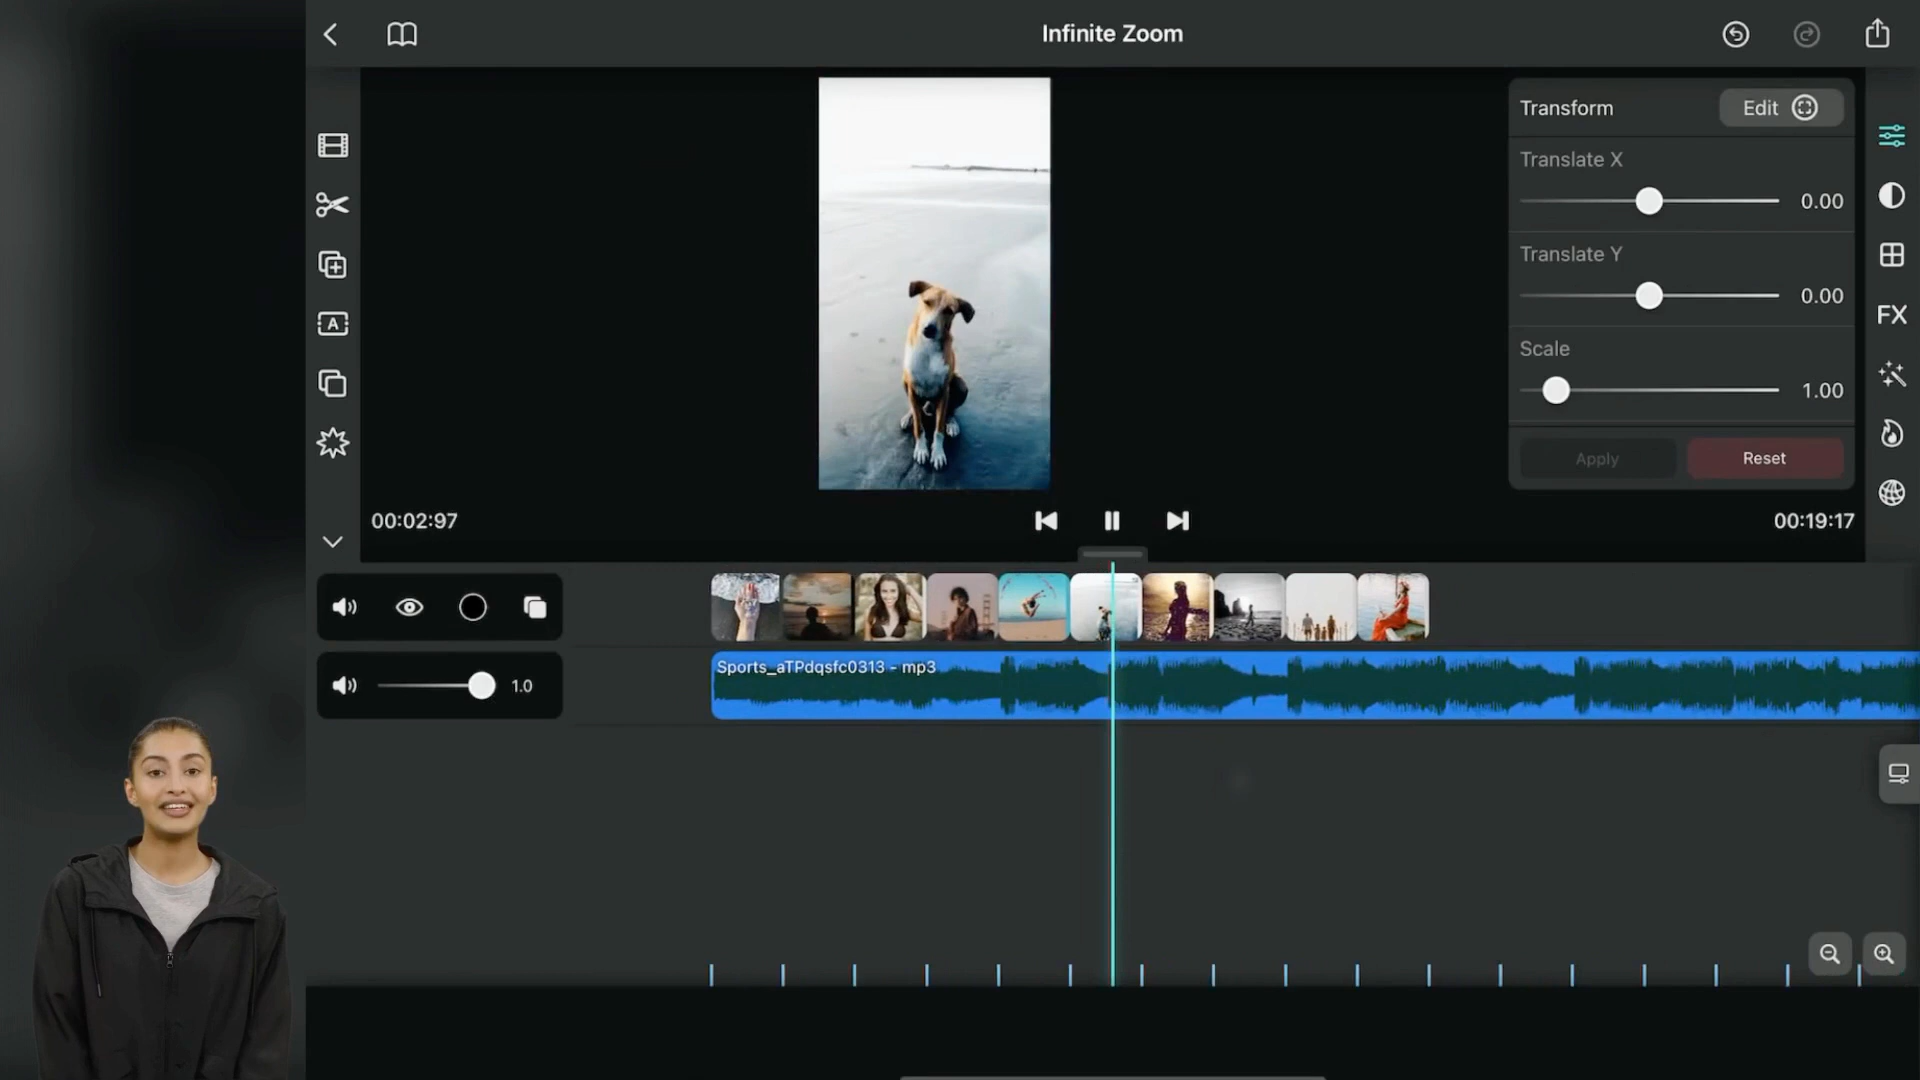 Infinite Zoom
Transform
Edit
Translate X
0.00
Translate Y
0.00
FX
Scale
1.00
Apply
Reset
A
00:02:97
00:19:17
Sports_aTPdqsfc0313 - mp3
1.0